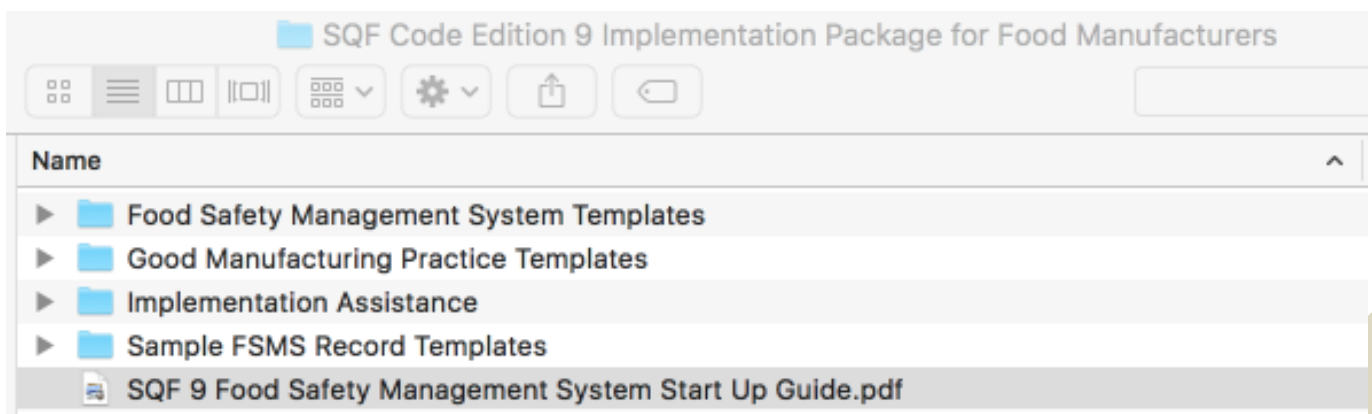 SQF Code Edition 9 Implementation Package for Food Manufacturers
Name
Food Safety Management System Templates
Good Manufacturing Practice Templates
Implementation Assistance
Sample FSMS Record Templates
SQF 9 Food Safety Management System Start Up Guide.pdf